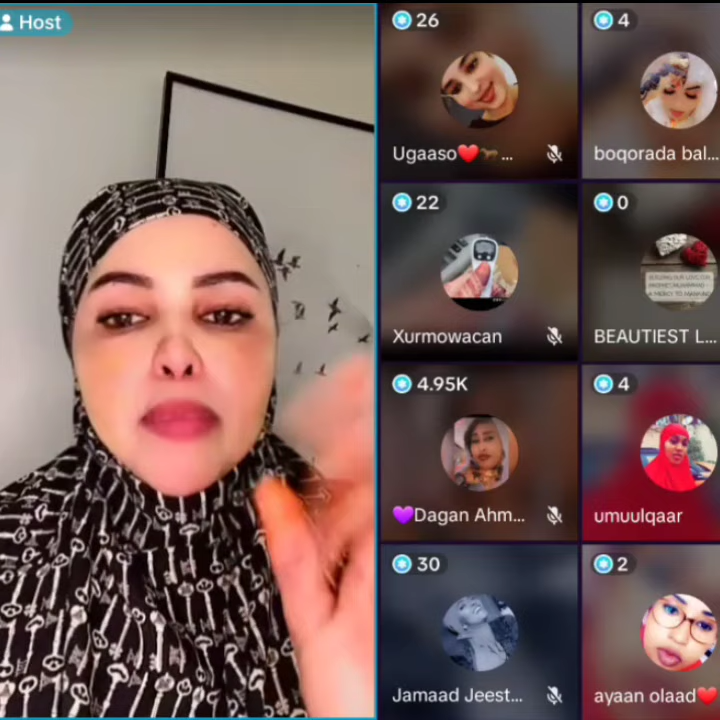 Host
26
Ugaaso❤️🐎...
4
boqorada bal...
22
Xurmowacan
0
BEAUTIEST L...
4.95K
💜Dagan Ahm...
4
umuulqaar
30
Jamaad Jeest...
2
ayaan olaad❤️